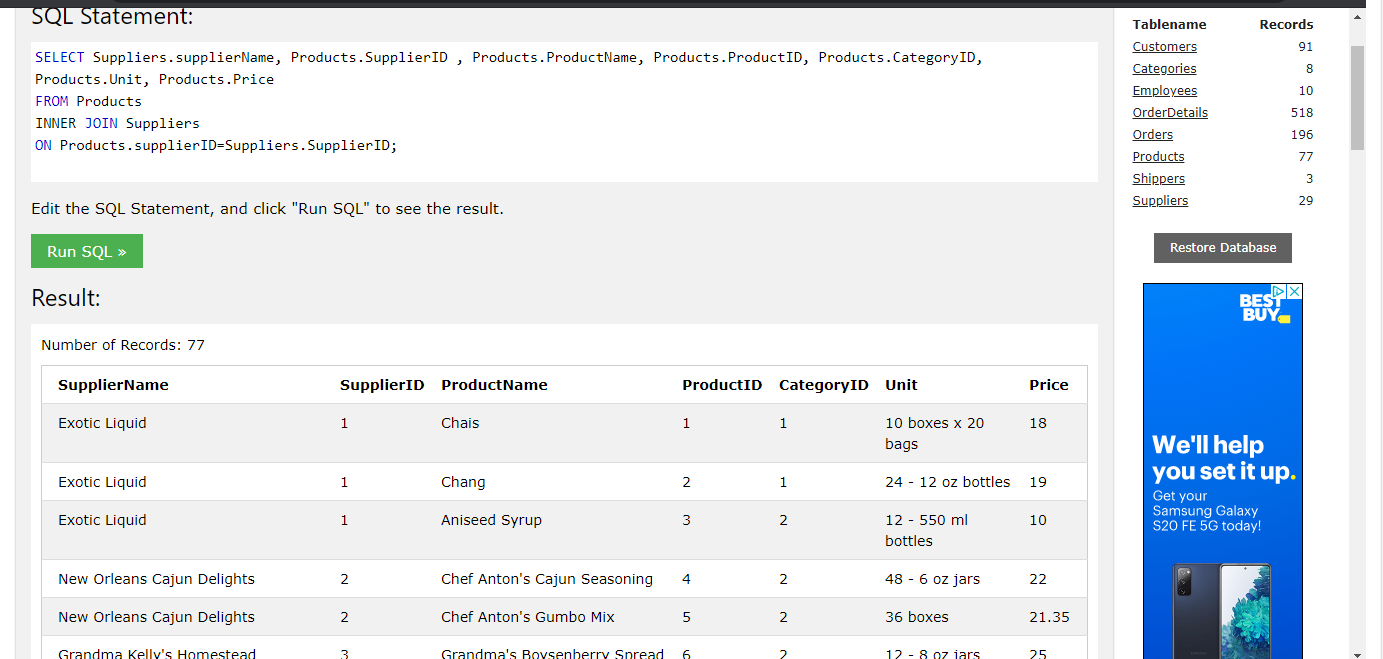 SQL Statement:
SELECT Suppliers.supplierName, Products.SupplierID , Products.ProductName, Products.ProductID, Products.CategoryID,
Products.Unit, Products.Price
FROM Products
INNER JOIN Suppliers
ON Products.supplierID=Suppliers.SupplierID;
Edit the SQL Statement, and click "Run SQL" to see the result.
Run SQL »
Result:
Number of Records: 77
SupplierName SupplierID ProductName ProductID CategoryID Unit Price
Exotic Liquid 1 Chais 1 1 10 boxes x 20 18
bags
Exotic Liquid 1 Chang 2 1 24 - 12 oz bottles 19
Exotic Liquid 1 Aniseed Syrup 3 2 12 - 550 ml 10
bottles
New Orleans Cajun Delights 2 Chef Anton's Cajun Seasoning 4 2 48 - 6 oz jars 22
New Orleans Cajun Delights 2 Chef Anton's Gumbo Mix 5 2 36 boxes 21.35
Grandma Kelly's Homestead 3 Grandma's Boysenberry Spread 6 2 12 - 8 oz jars 25
Tablename Records
Customers 91
Categories 8
Employees 10
OrderDetails 518
Orders 196
Products 77
Shippers 3
Suppliers 29
Restore Database
BEST
BUY
We'll help
you set it up.
Get your
Samsung Galaxy
S20 FE 5G today!